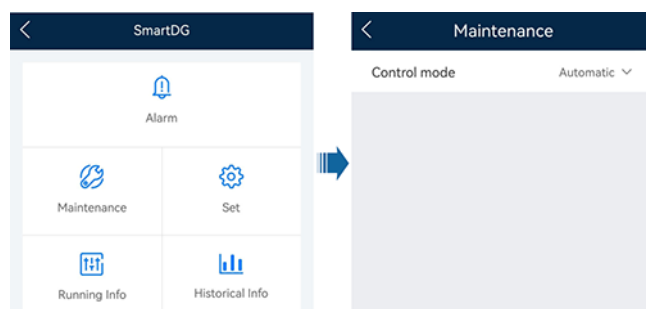 SmartDG
Alarm
Maintenance
Set
Running Info
Historical Info
Maintenance
Control mode
Automatic